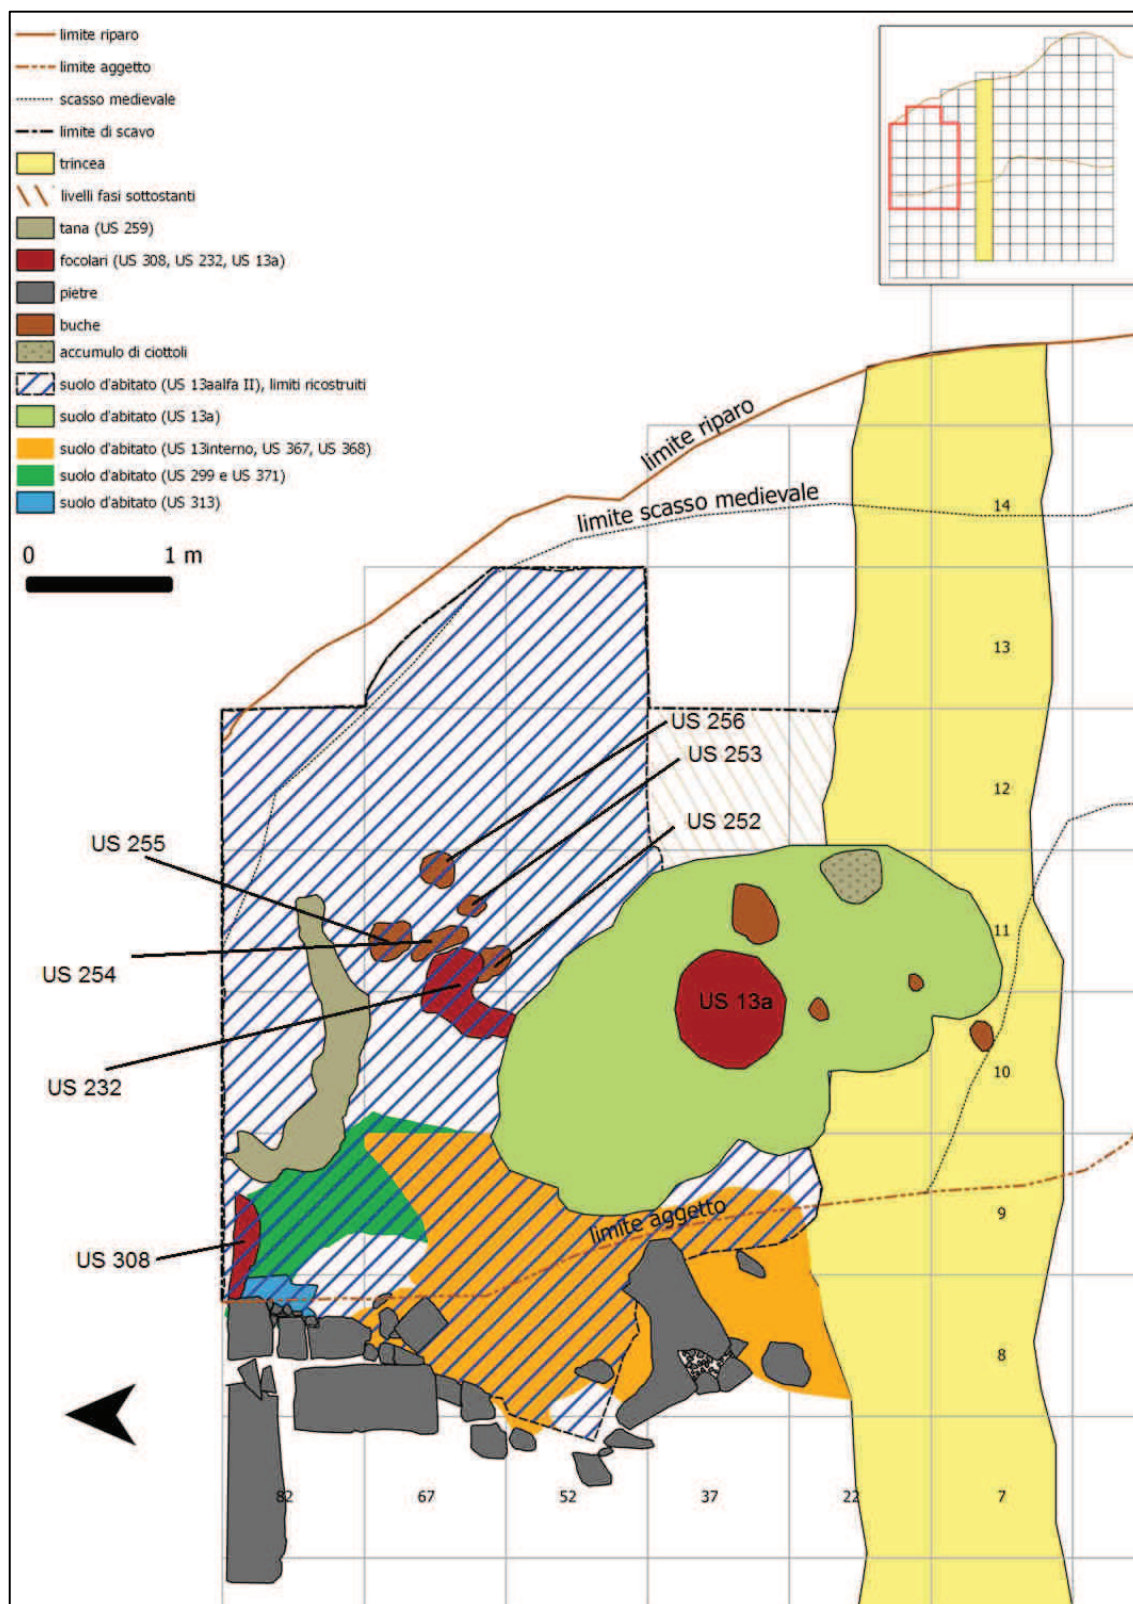 limite riparo
limite aggetto
scasso medievale
limite di scavo
trincea
livelli fasi sottostanti
tana (US 259)
focolari (US 308, US 232, US 13a)
pietre
buche
accumulo di ciottoli
suolo d'abitato (US 13aalfa II), limiti ricostruiti
suolo d'abitato (US 13a)
suolo d'abitato (US 13interno, US 367, US 368)
suolo d'abitato (US 299 e US 371)
suolo d'abitato (US 313)
0 1 m
limite riparo
limite scasso medievale
14
13
US 256
US 253
12
US 252
US 255
11
US 254
US 13a
10
US 232
limite aggetto
9
US 308
8
82 67 52 37 22 7